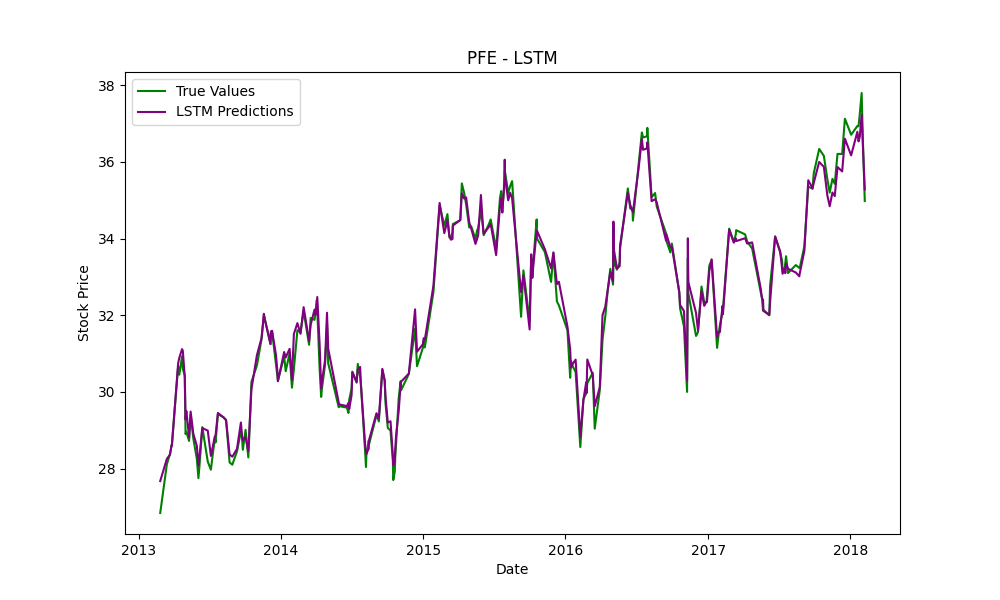 PFE - LSTM
True Values
LSTM Predictions
38
36
34
32
30
28
Stock Price
2013
2014
2015
2016
2017
2018
Date